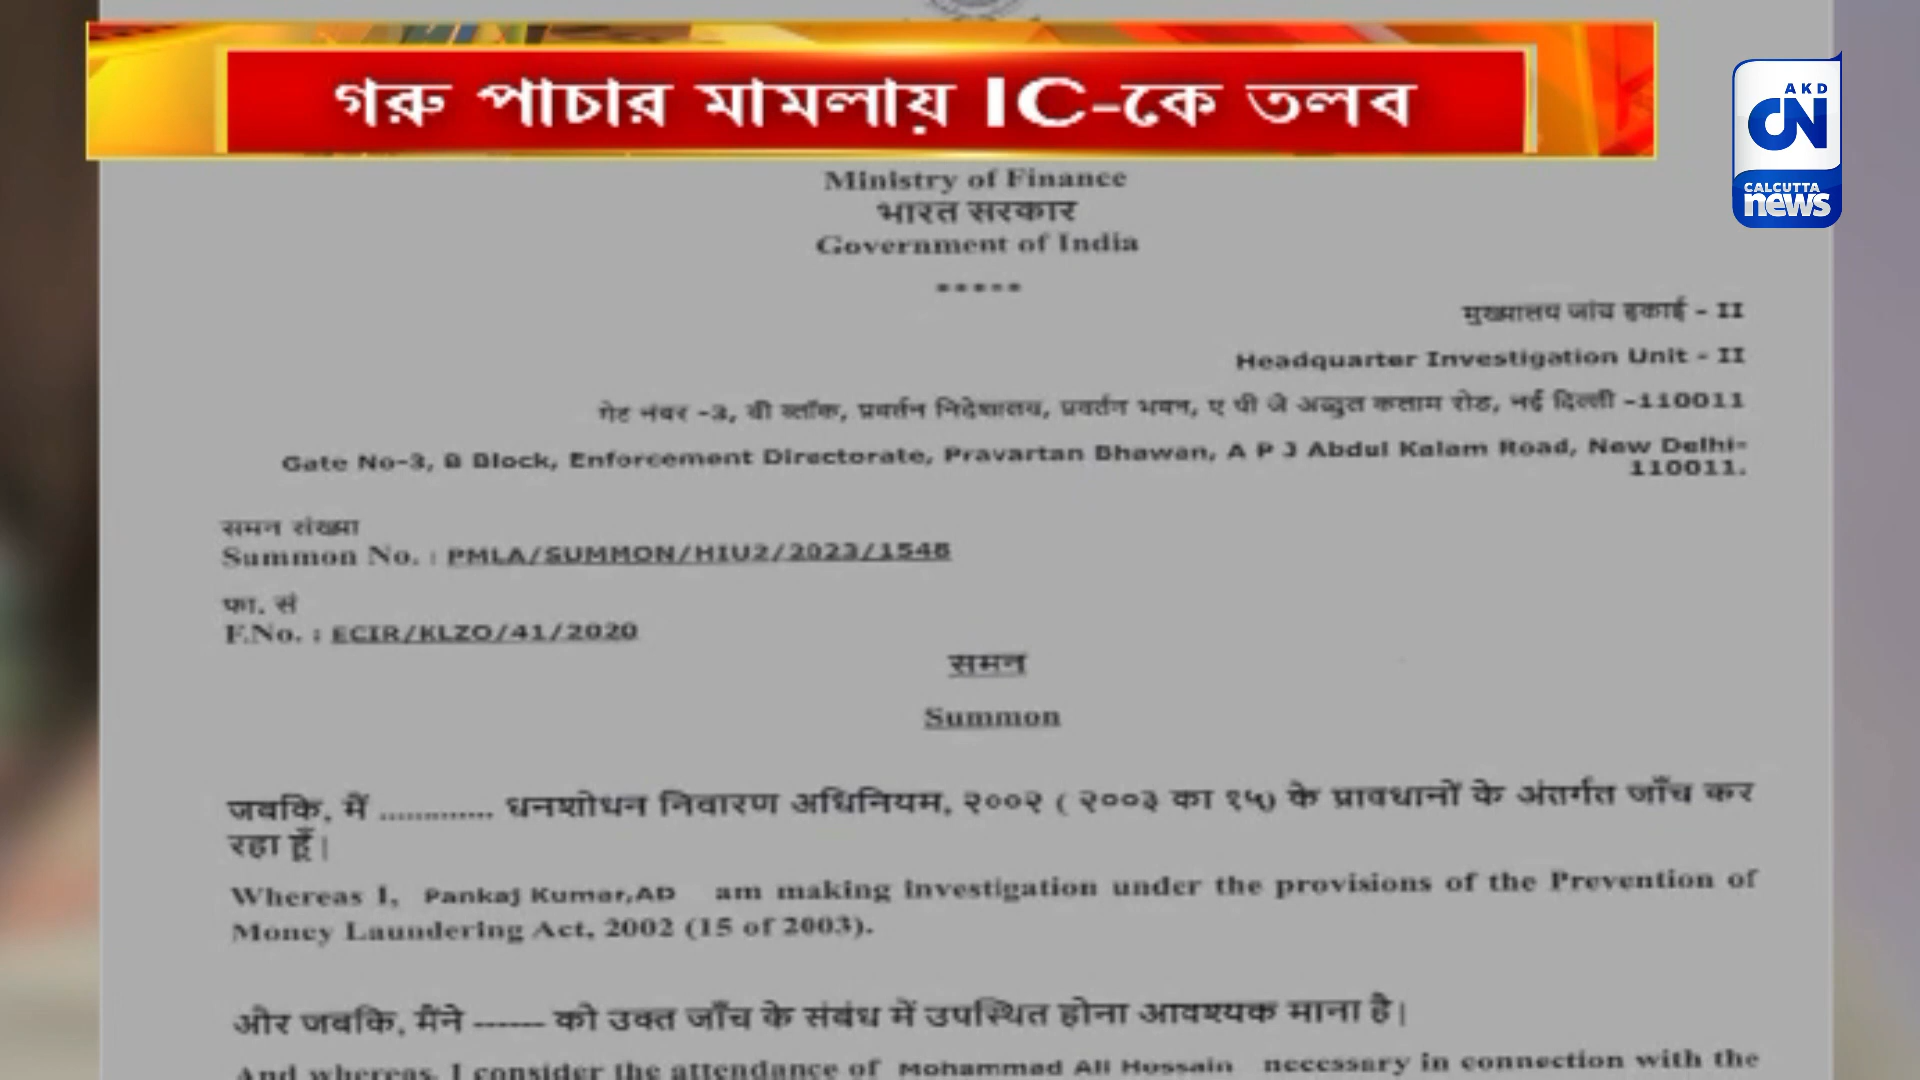 গরু পাচার মামলায় IC-কে তলব
AKD
CN
CALCUTTA
news
Ministry of Finance
भारत सरकार
Government of India
*****
मुख्यालय जांच इकाई - II
Headquarter Investigation Unit - II
गेट नंबर -3, बी ब्लॉक, प्रवर्तन निदेशालय, प्रवर्तन भवन, ए पी जे अब्दुल कलाम रोड, नई दिल्ली -110011
Gate No-3, B Block, Enforcement Directorate, Pravartan Bhawan, A P J Abdul Kalam Road, New Delhi-
110011.
समन संख्या
Summon No. : PMLA/SUMMON/HIU2/2023/1548
फा. सं
F.No. : ECIR/KLZO/41/2020
समन
Summon
जबकि, मैं ............. धनशोधन निवारण अधिनियम, २००२ ( २००३ का १५) के प्रावधानों के अंतर्गत जाँच कर
रहा हूँ |
Whereas I, Pankaj Kumar,AD am making investigation under the provisions of the Prevention of
Money Laundering Act, 2002 (15 of 2003).
और जबकि, मैंने ------ को उक्त जाँच के संबंध में उपस्थित होना आवश्यक माना है |
And whereas, I consider the attendance of Mohammad Ali Hossain necessary in connection with the